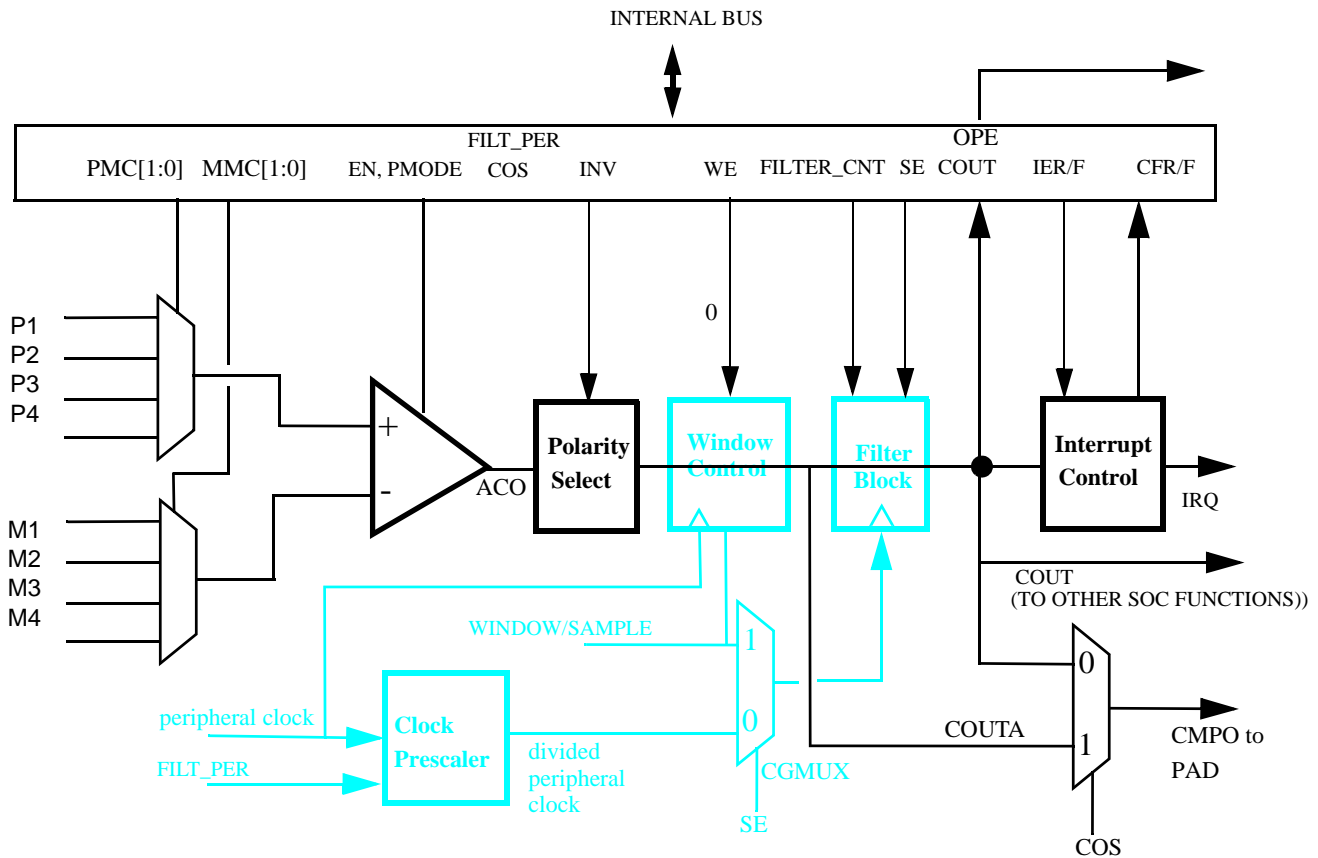 INTERNAL BUS
FILT_PER
OPE
PMC[1:0] MMC[1:0] EN, PMODE COS INV WE FILTER_CNT SE COUT IER/F CFR/F
0
P1
P2
P3
P4
+
-
ACO
Polarity
Select
Window
Control
Filter
Block
Interrupt
Control
IRQ
M1
M2
M3
M4
COUT
(TO OTHER SOC FUNCTIONS))
WINDOW/SAMPLE
1
0
CGMUX
SE
peripheral clock
FILT_PER
Clock
Prescaler
divided
peripheral
clock
COUTA
0
1
CMPO to
PAD
COS